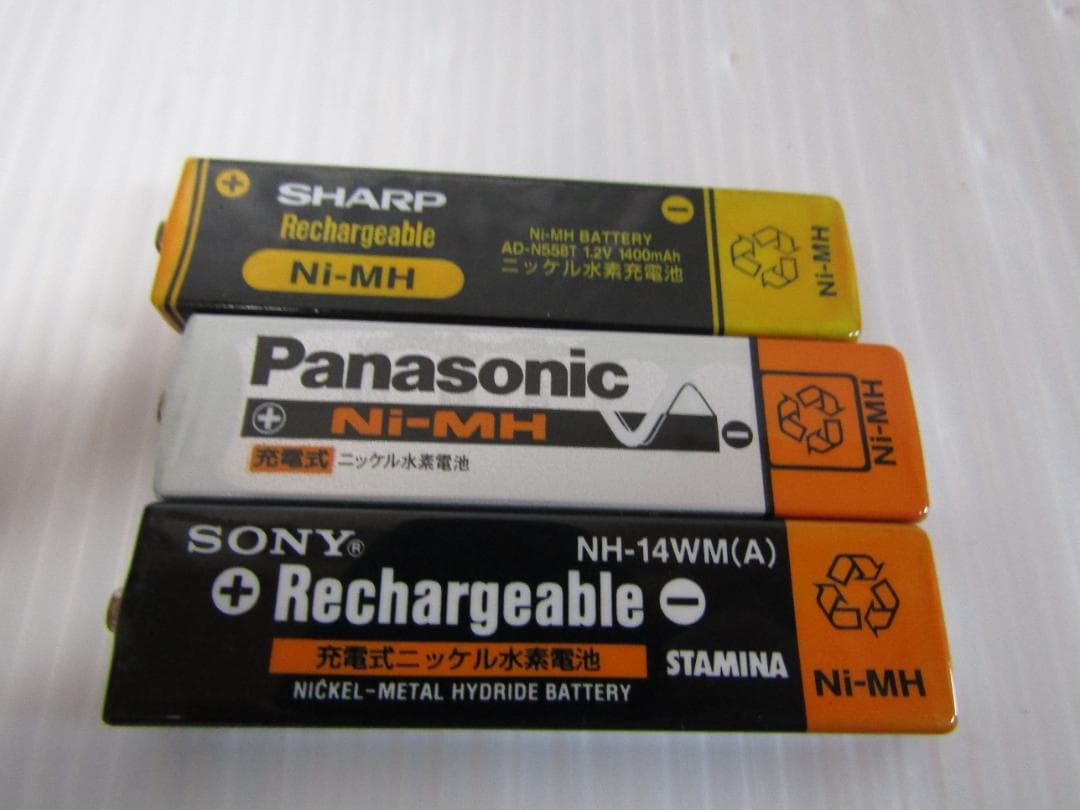 SHARP
Rechargeable
Ni-MH
Ni-MH BATTERY
AD-N55BT 1.2V 1400mAh
ニッケル水素充電池
Ni-MH
Panasonic
Ni-MH
充電式 ニッケル水素電池
Ni-MH
SONY®
NH-14WM(A)
Rechargeable
充電式ニッケル水素電池
STAMINA
NICKEL-METAL HYDRIDE BATTERY
Ni-MH